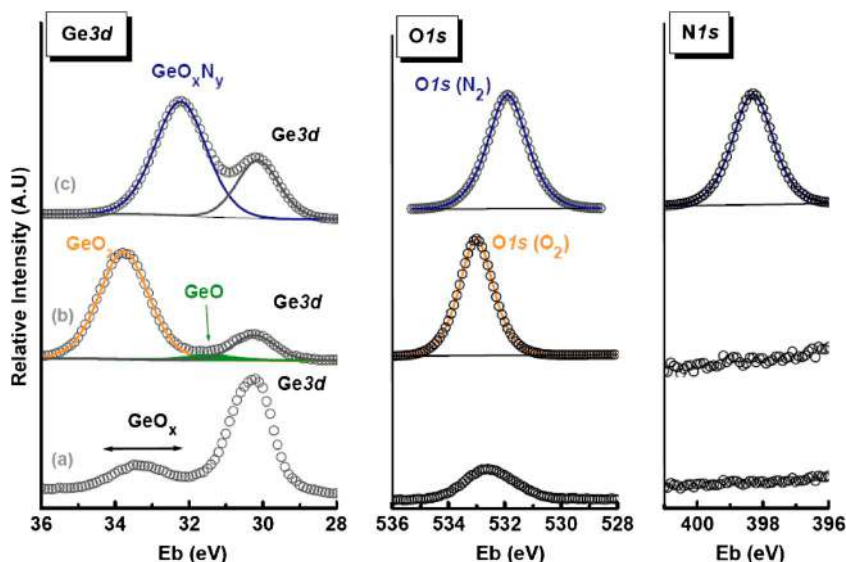 Ge3d
O1s
N1s
GeOxNy
Ge3d
O1s (N2)
(c)
GeO2
GeO
Ge3d
O1s (O2)
(b)
Ge3d
GeOx
(a)
Relative Intensity (A.U)
36 34 32 30 28
536 534 532 530 528
400 398 396
Eb (eV)
Eb (eV)
Eb (eV)